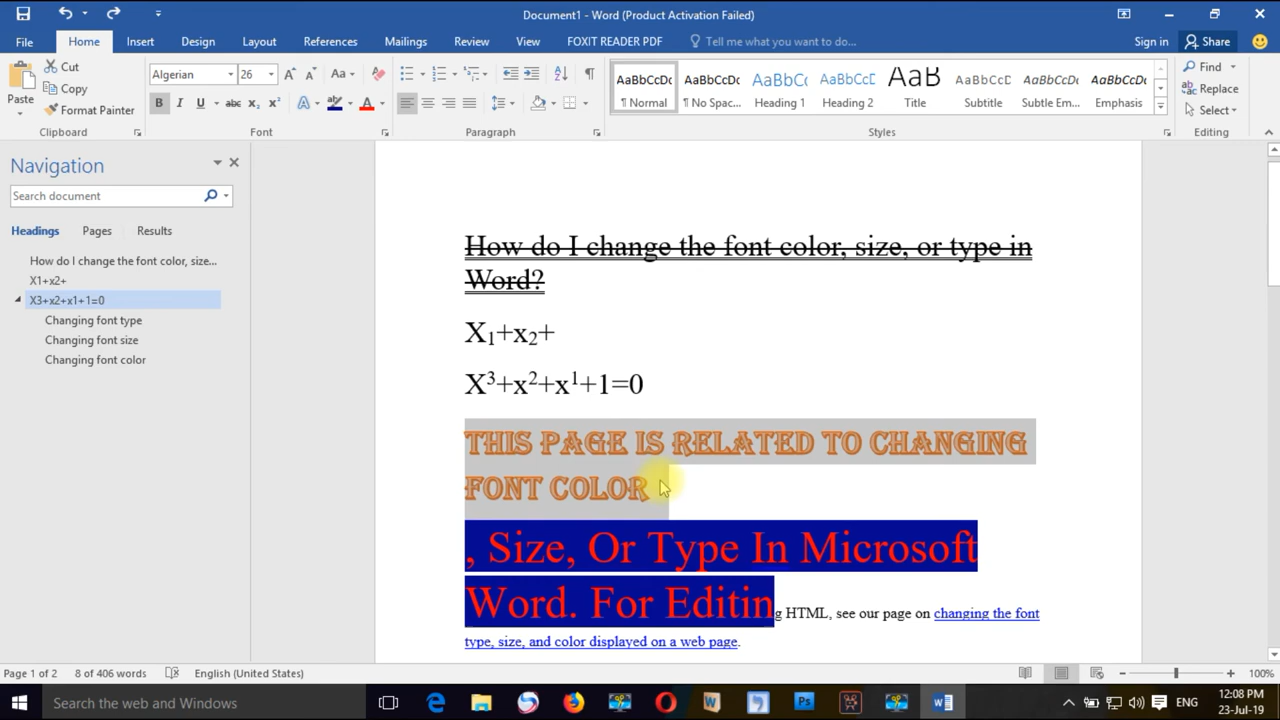 Document1 - Word (Product Activation Failed)
File Home Insert Design Layout References Mailings Review View FOXIT READER PDF Tell me what you want to do... Sign in Share
Paste Cut Copy Format Painter
Clipboard
Algerian 26 Aa
B I U abc x₂ x² A A
Font
Paragraph
AaBbCcDc AaBbCcDc AaBbC AaBbCcD AaB AaBbCcD AaBbCcDc AaBbCcDc
¶ Normal ¶ No Spac... Heading 1 Heading 2 Title Subtitle Subtle Em... Emphasis
Styles
Find
Replace
Select
Editing
Navigation
Search document
Headings Pages Results
How do I change the font color, size...
X1+x2+
X3+x2+x1+1=0
Changing font type
Changing font size
Changing font color
How do I change the font color, size, or type in
Word?
X₁+x₂+
X³+x²+x¹+1=0
THIS PAGE IS RELATED TO CHANGING
FONT COLOR
, Size, Or Type In Microsoft
Word. For Editing HTML, see our page on changing the font
type, size, and color displayed on a web page.
Page 1 of 2 8 of 406 words English (United States) 100%
Search the Web and Windows ENG 12:08 PM
23-Jul-19